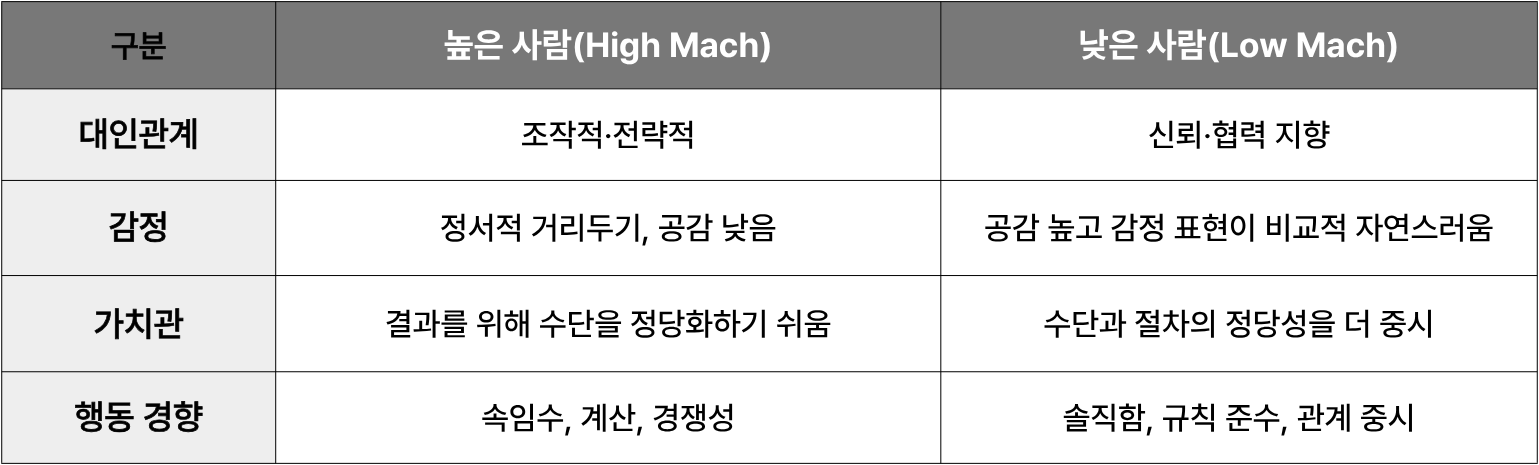 구분 높은 사람(High Mach) 낮은 사람(Low Mach)
대인관계 조작적·전략적 신뢰·협력 지향
감정 정서적 거리두기, 공감 낮음 공감 높고 감정 표현이 비교적 자연스러움
가치관 결과를 위해 수단을 정당화하기 쉬움 수단과 절차의 정당성을 더 중시
행동 경향 속임수, 계산, 경쟁성 솔직함, 규칙 준수, 관계 중시